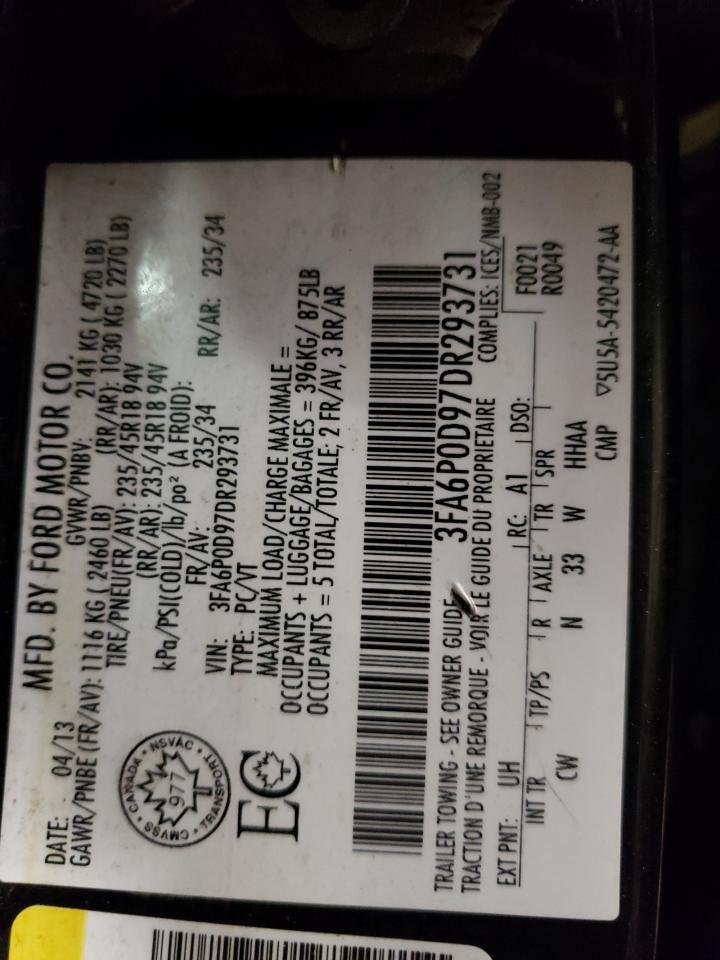 MFD. BY FORD MOTOR CO.
DATE: 04/13 GVWR/PNBV: 2141 KG ( 4720 LB)
GAWR/PNBE (FR/AV): 1116 KG ( 2460 LB) (RR/AR): 1030 KG ( 2270 LB)
TIRE/PNEU(FR/AV): 235/45R18 94V
(RR/AR): 235/45R18 94V
kPa/PSI(COLD)/lb/po² (A FROID):
FR/AV: 235/34 RR/AR: 235/34
VIN: 3FA6P0D97DR293731
TYPE: PC/VT
MAXIMUM LOAD/CHARGE MAXIMALE =
OCCUPANTS + LUGGAGE/BAGAGES = 396KG/ 875LB
OCCUPANTS = 5 TOTAL/TOTALE; 2 FR/AV, 3 RR/AR
CANADA • NSVAC • TRANSPORT • CMVSS
977
EC
3FA6P0D97DR293731
TRAILER TOWING - SEE OWNER GUIDE
TRACTION D'UNE REMORQUE - VOIR LE GUIDE DU PROPRIETAIRE COMPLIES: ICES/NMB-002
EXT PNT: UH RC: A1 DSO: F0021
R0049
INT TR TP/PS R AXLE TR SPR
CW N 33 W HHAA
CMP ▽5U5A-5420472-AA